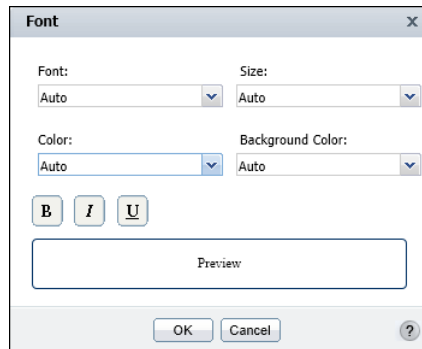 Font x
Font: Size:
Auto Auto
Color: Background Color:
Auto Auto
B I U
Preview
OK Cancel ?